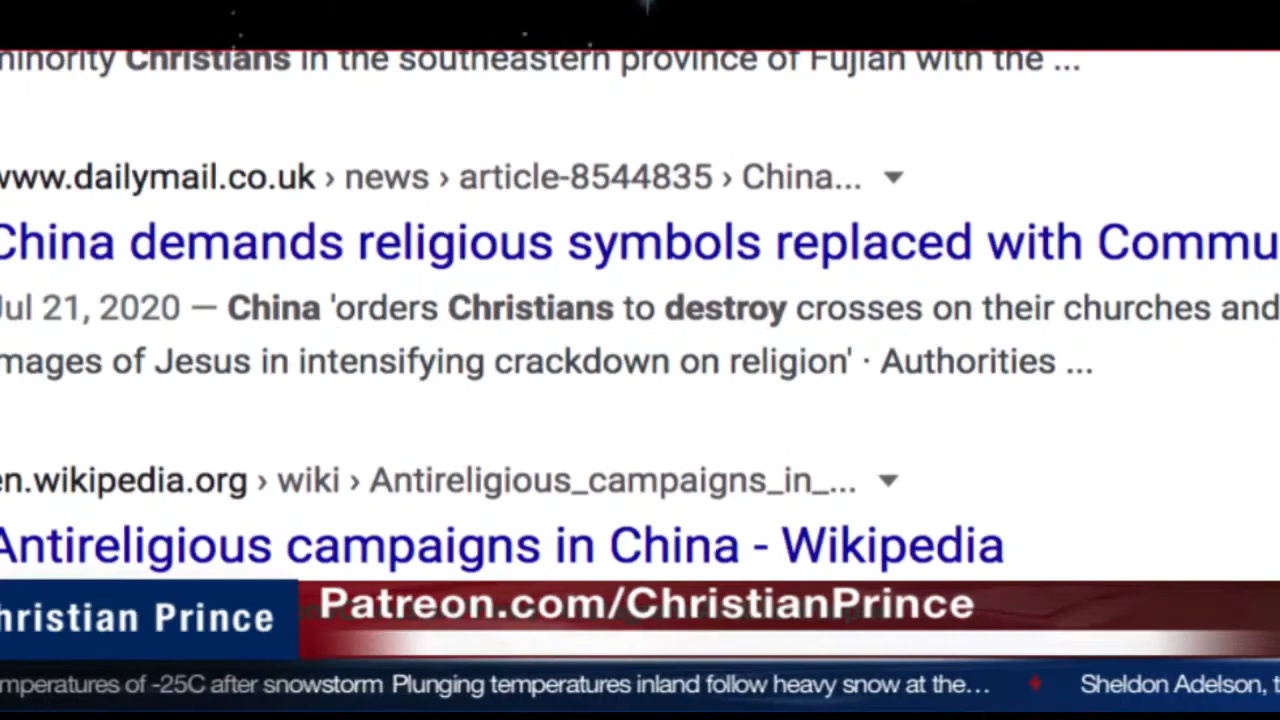 minority Christians in the southeastern province of Fujian with the ...
www.dailymail.co.uk › news › article-8544835 › China...
China demands religious symbols replaced with Commu
Jul 21, 2020 — China 'orders Christians to destroy crosses on their churches and
mages of Jesus in intensifying crackdown on religion' · Authorities ...
en.wikipedia.org › wiki › Antireligious_campaigns_in_...
Antireligious campaigns in China - Wikipedia
hristian Prince
Patreon.com/ChristianPrince
mperatures of -25C after snowstorm Plunging temperatures inland follow heavy snow at the... Sheldon Adelson, t